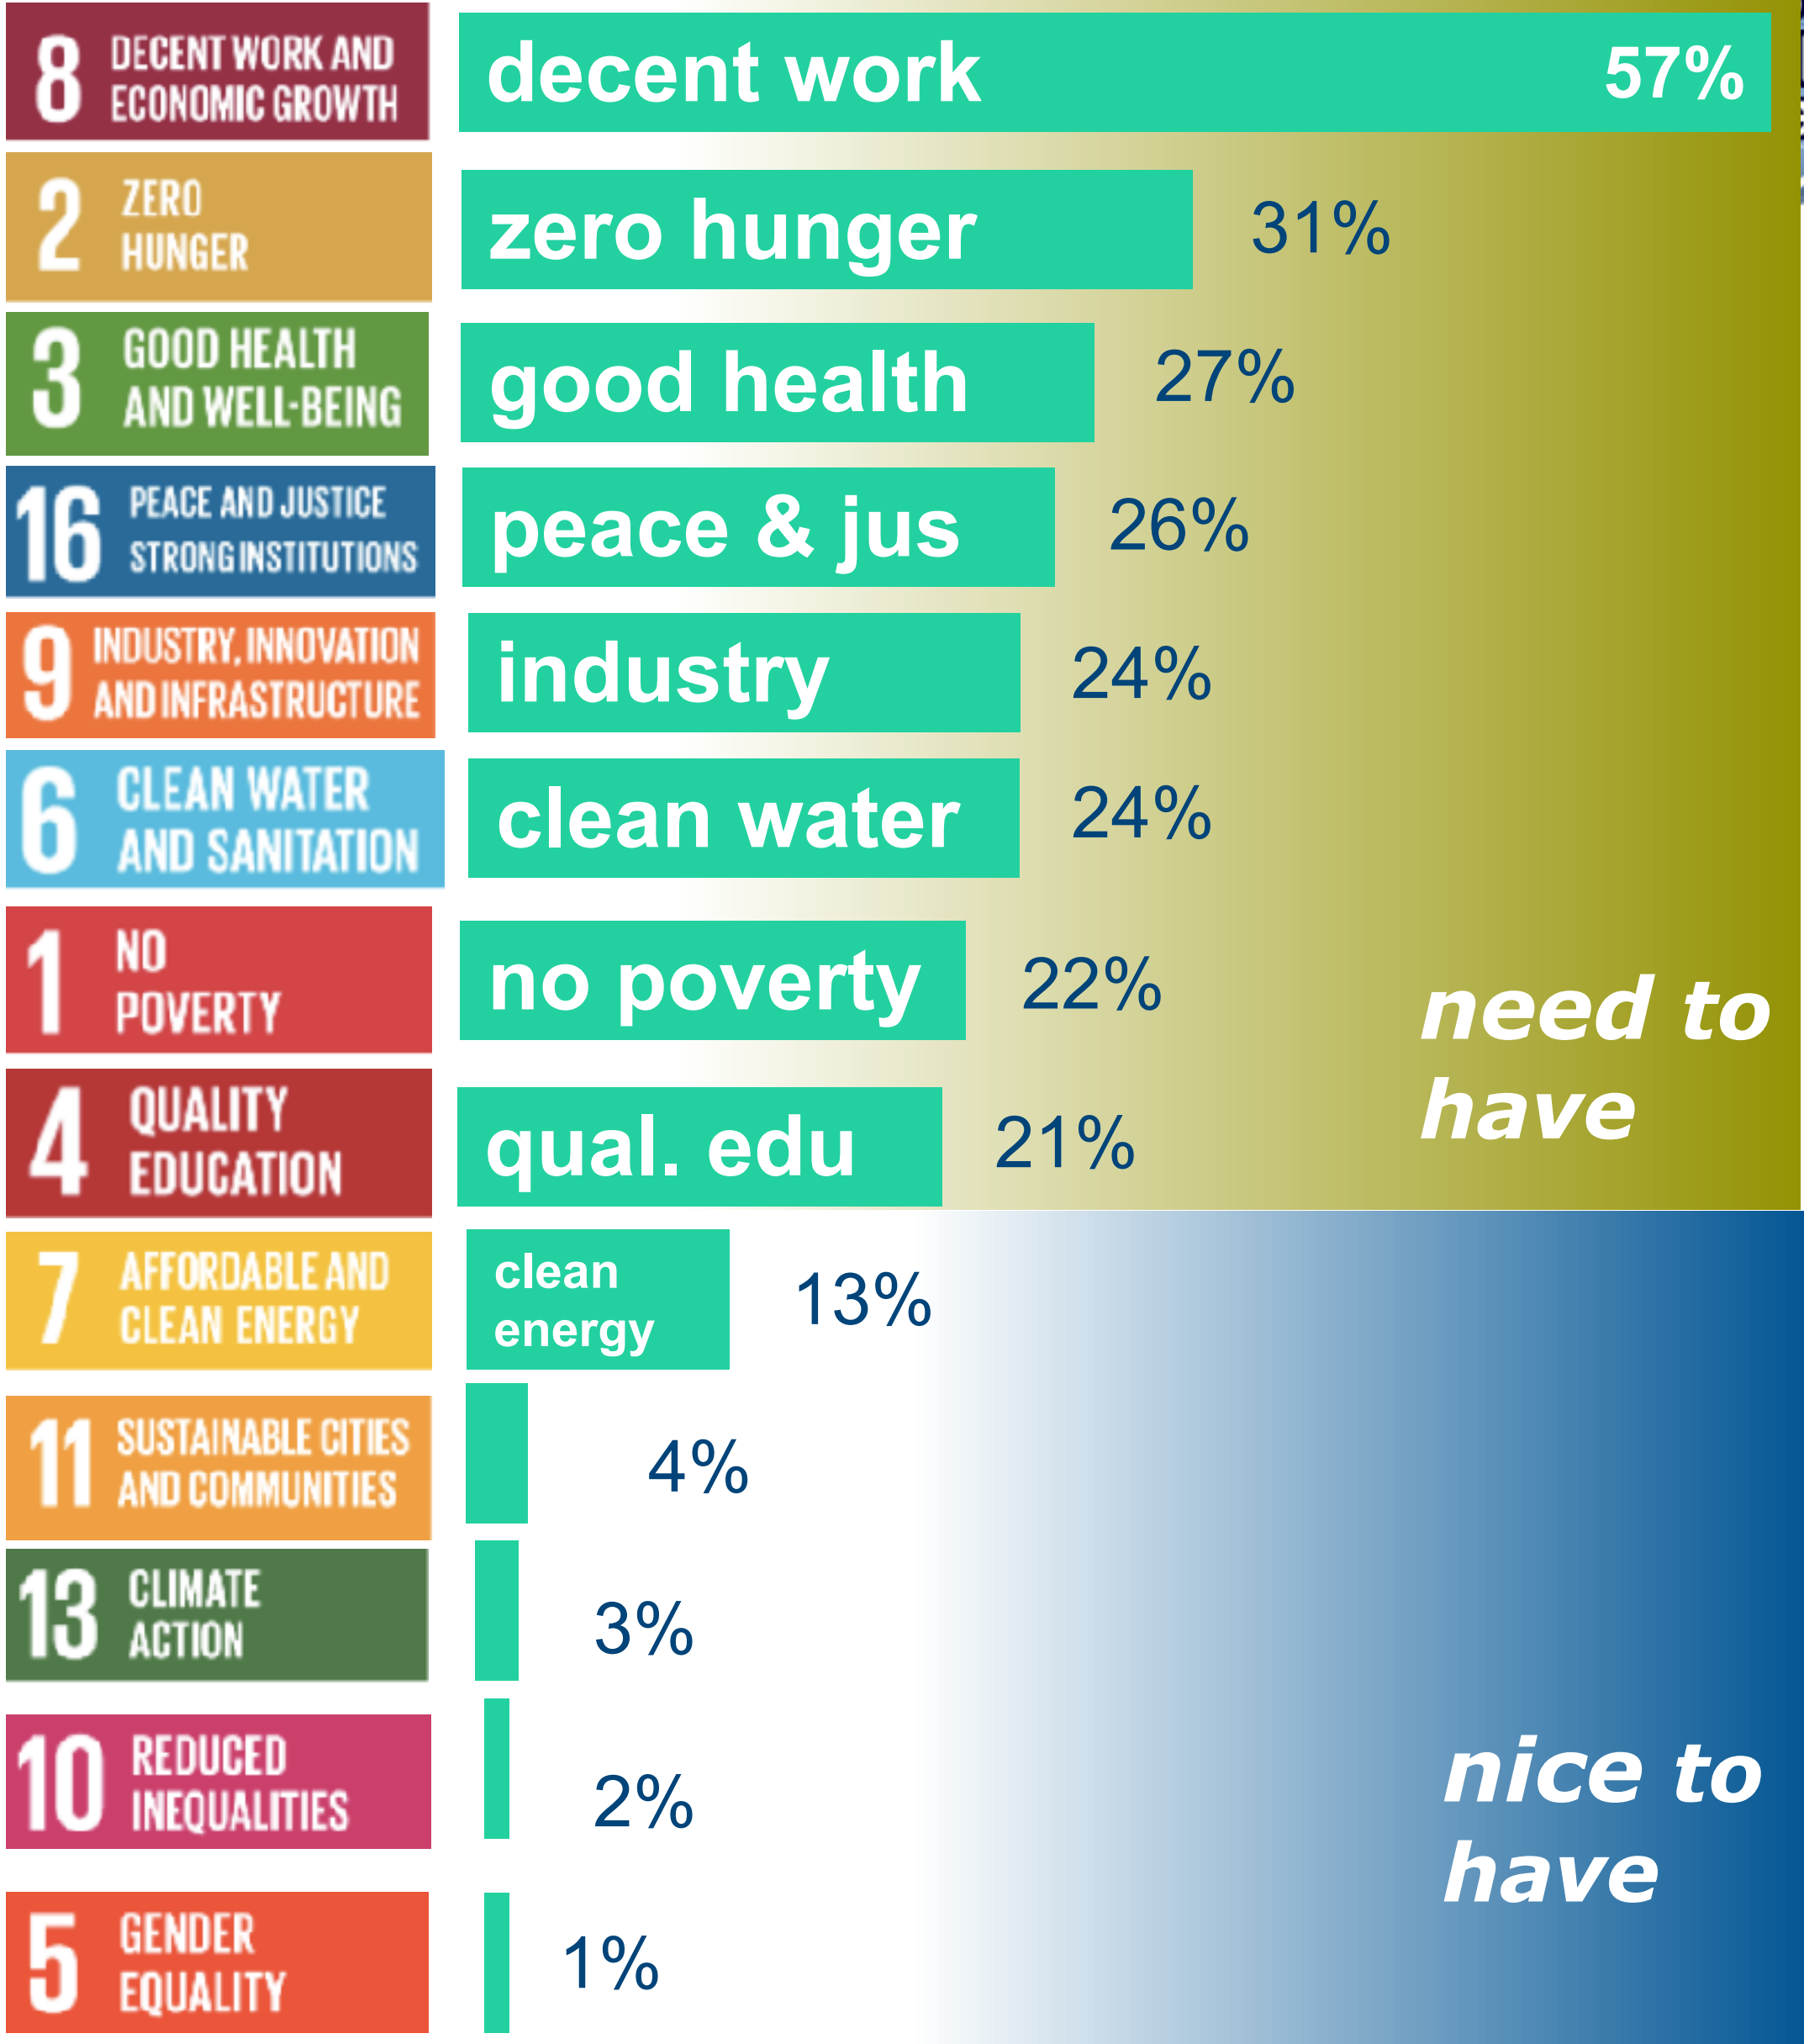 8 DECENT WORK AND
ECONOMIC GROWTH
decent work 57%
2 ZERO
HUNGER
zero hunger 31%
3 GOOD HEALTH
AND WELL-BEING
good health 27%
16 PEACE AND JUSTICE
STRONG INSTITUTIONS
peace & jus 26%
9 INDUSTRY, INNOVATION
AND INFRASTRUCTURE
industry 24%
6 CLEAN WATER
AND SANITATION
clean water 24%
1 NO
POVERTY
no poverty 22%
4 QUALITY
EDUCATION
qual. edu 21%
need to
have
7 AFFORDABLE AND
CLEAN ENERGY
clean
energy
13%
11 SUSTAINABLE CITIES
AND COMMUNITIES
4%
13 CLIMATE
ACTION
3%
10 REDUCED
INEQUALITIES
2%
5 GENDER
EQUALITY
1%
nice to
have